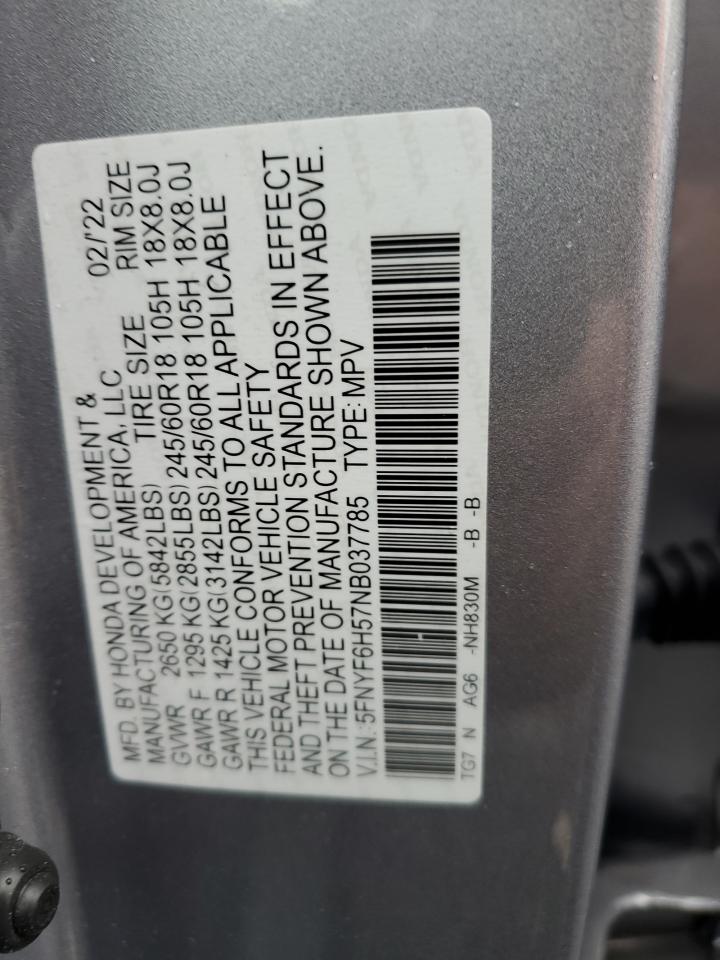 MFD. BY HONDA DEVELOPMENT & 02/'22
MANUFACTURING OF AMERICA, LLC
TIRE SIZE RIM SIZE
GVWR 2650 KG(5842LBS)
GAWR F 1295 KG(2855LBS) 245/60R18 105H 18X8.0J
GAWR R 1425 KG(3142LBS) 245/60R18 105H 18X8.0J
THIS VEHICLE CONFORMS TO ALL APPLICABLE
FEDERAL MOTOR VEHICLE SAFETY
AND THEFT PREVENTION STANDARDS IN EFFECT
ON THE DATE OF MANUFACTURE SHOWN ABOVE.
V.I.N.:5FNYF6H57NB037785 TYPE:MPV
TG7 N AG6 -NH830M -B -B